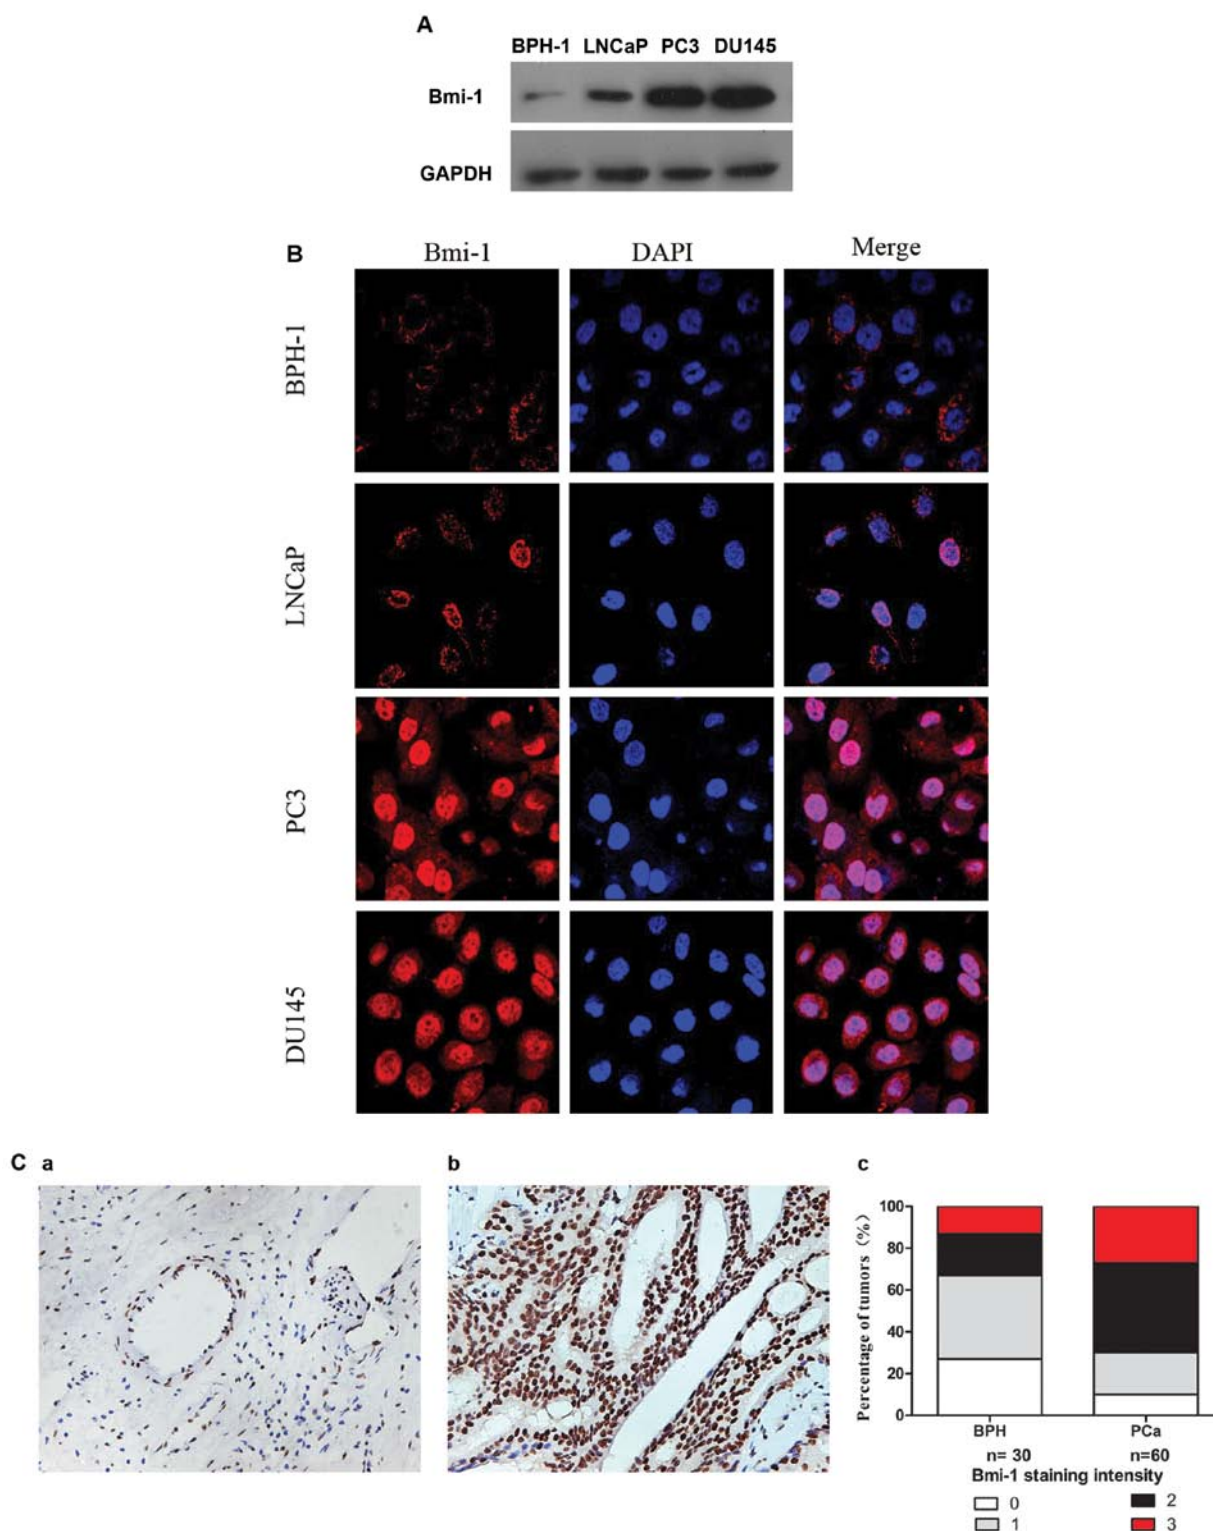 A
BPH-1 LNCaP PC3 DU145
Bmi-1
GAPDH
B
Bmi-1 DAPI Merge
BPH-1
LNCaP
PC3
DU145
C a b c
Percentage of tumors (%)
100
80
60
40
20
0
BPH PCa
n= 30 n=60
Bmi-1 staining intensity
0 2
1 3